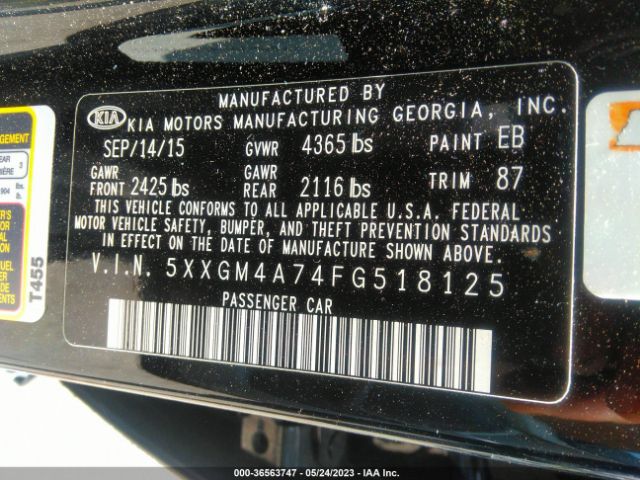 MANUFACTURED BY
KIA KIA MOTORS MANUFACTURING GEORGIA, INC.
SEP/14/15 GVWR 4365 lbs PAINT EB
GAWR FRONT 2425 lbs GAWR REAR 2116 lbs TRIM 87
THIS VEHICLE CONFORMS TO ALL APPLICABLE U.S.A. FEDERAL
MOTOR VEHICLE SAFETY, BUMPER, AND THEFT PREVENTION STANDARDS
IN EFFECT ON THE DATE OF MANUFACTURE SHOWN ABOVE.
V.I.N. 5XXGM4A74FG518125
PASSENGER CAR
T455
000-36563747 - 05/24/2023 - IAA Inc.